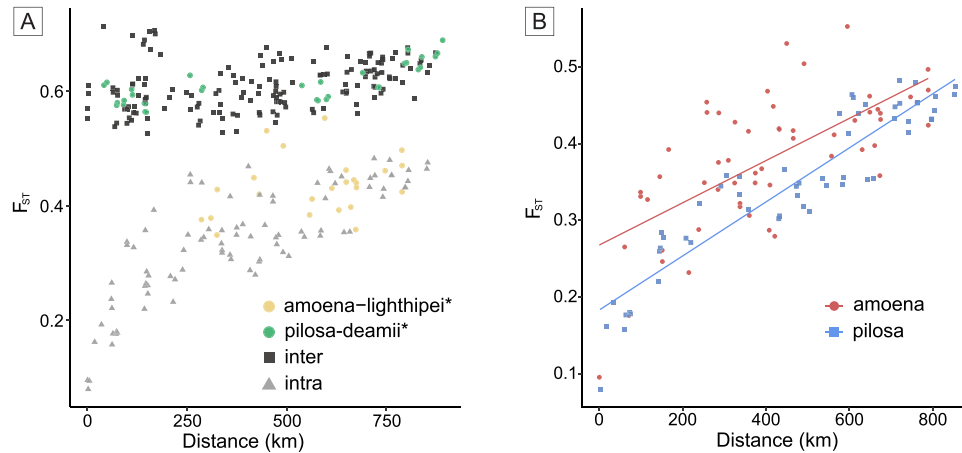 A
F_ST
0.6
0.4
0.2
0
250
500
750
Distance (km)
amoena−lighthipei*
pilosa-deamii*
inter
intra
B
F_ST
0.5
0.4
0.3
0.2
0.1
0
200
400
600
800
Distance (km)
amoena
pilosa